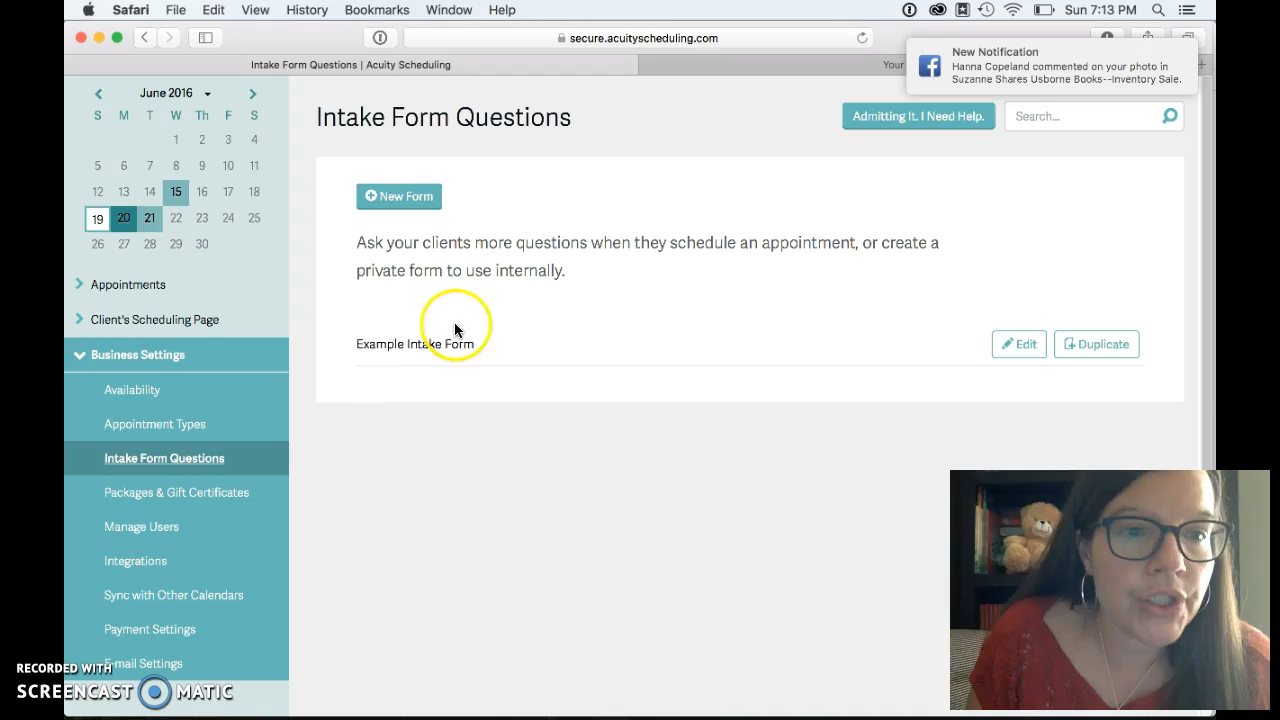 Safari File Edit View History Bookmarks Window Help Sun 7:13 PM
secure.acuityscheduling.com
New Notification
Hanna Copeland commented on your photo in
Suzanne Shares Usborne Books--Inventory Sale.
Intake Form Questions | Acuity Scheduling Your
June 2016
S M T W Th F S
1 2 3 4
5 6 7 8 9 10 11
12 13 14 15 16 17 18
19 20 21 22 23 24 25
26 27 28 29 30
Appointments
Client's Scheduling Page
Business Settings
Availability
Appointment Types
Intake Form Questions
Packages & Gift Certificates
Manage Users
Integrations
Sync with Other Calendars
Payment Settings
E-mail Settings
Intake Form Questions
Admitting It. I Need Help.
Search...
New Form
Ask your clients more questions when they schedule an appointment, or create a
private form to use internally.
Example Intake Form
Edit
Duplicate
RECORDED WITH
SCREENCAST MATIC